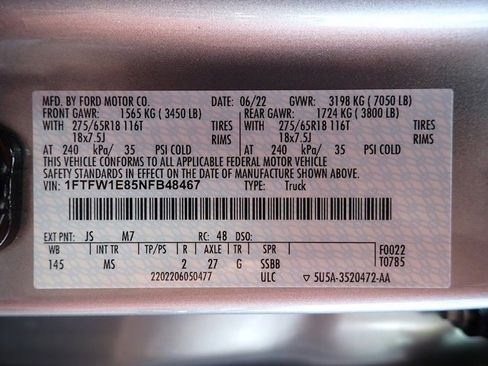 MFD. BY FORD MOTOR CO. 06/22 GVWR: 3198 KG ( 7050 LB)
FRONT GAWR: 1565 KG ( 3450 LB) REAR GAWR: 1724 KG ( 3800 LB)
WITH 275/65R18 116T TIRES WITH 275/65R18 116T TIRES
18x7.5J RIMS 18x7.5J RIMS
AT 240 kPa/ 35 PSI COLD AT 240 kPa/ 35 PSI COLD
THIS VEHICLE CONFORMS TO ALL APPLICABLE FEDERAL MOTOR VEHICLE
SAFETY STANDARDS IN EFFECT ON THE DATE OF MANUFACTURE SHOWN ABOVE.
VIN: 1FTFW1E85NFB48467 TYPE: Truck
EXT PNT: JS M7 RC: 48 DSO:
WB INT TR TP/PS R AXLE TR SPR F0022
145 MS 2 27 G SSBB T0785
2202206050477 ULC ▽ 5U5A-3520472-AA